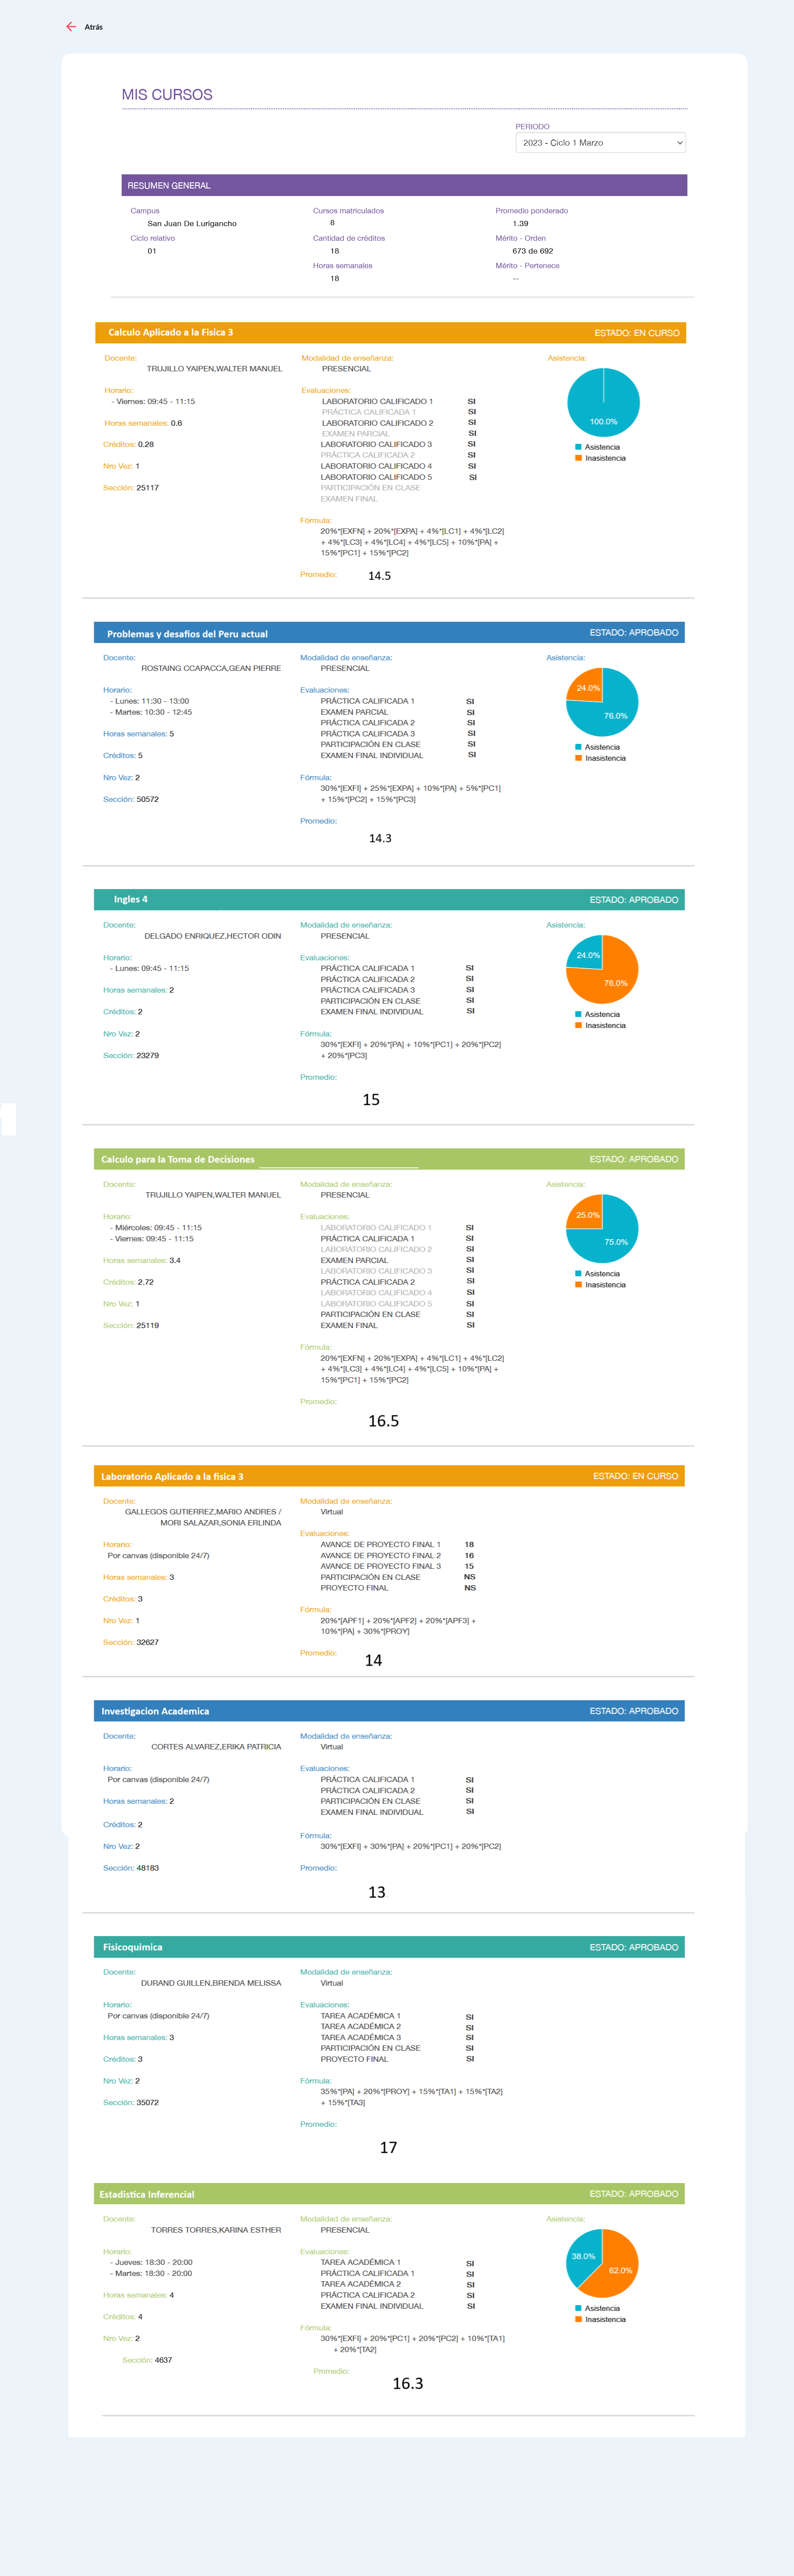 Atrás
MIS CURSOS
PERIODO
2023 - Ciclo 1 Marzo
RESUMEN GENERAL
Campus
San Juan De Lurigancho
Ciclo relativo
01
Cursos matriculados
8
Cantidad de créditos
18
Horas semanales
18
Promedio ponderado
1.39
Mérito - Orden
673 de 692
Mérito - Pertenece
--
Calculo Aplicado a la Fisica 3 ESTADO: EN CURSO
Docente:
TRUJILLO YAIPEN,WALTER MANUEL
Horario:
- Viernes: 09:45 - 11:15
Horas semanales: 0.6
Créditos: 0.28
Nro Vez: 1
Sección: 25117
Modalidad de enseñanza:
PRESENCIAL
Evaluaciones:
LABORATORIO CALIFICADO 1 SI
PRÁCTICA CALIFICADA 1 SI
LABORATORIO CALIFICADO 2 SI
EXAMEN PARCIAL SI
LABORATORIO CALIFICADO 3 SI
PRÁCTICA CALIFICADA 2 SI
LABORATORIO CALIFICADO 4 SI
LABORATORIO CALIFICADO 5 SI
PARTICIPACIÓN EN CLASE
EXAMEN FINAL
Fórmula:
20%*[EXFN] + 20%*[EXPA] + 4%*[LC1] + 4%*[LC2]
+ 4%*[LC3] + 4%*[LC4] + 4%*[LC5] + 10%*[PA] +
15%*[PC1] + 15%*[PC2]
Promedio: 14.5
Asistencia:
100.0%
Asistencia
Inasistencia
Problemas y desafios del Peru actual ESTADO: APROBADO
Docente:
ROSTAING CCAPACCA,GEAN PIERRE
Horario:
- Lunes: 11:30 - 13:00
- Martes: 10:30 - 12:45
Horas semanales: 5
Créditos: 5
Nro Vez: 2
Sección: 50572
Modalidad de enseñanza:
PRESENCIAL
Evaluaciones:
PRÁCTICA CALIFICADA 1 SI
EXAMEN PARCIAL SI
PRÁCTICA CALIFICADA 2 SI
PRÁCTICA CALIFICADA 3 SI
PARTICIPACIÓN EN CLASE SI
EXAMEN FINAL INDIVIDUAL SI
Fórmula:
30%*[EXFI] + 25%*[EXPA] + 10%*[PA] + 5%*[PC1]
+ 15%*[PC2] + 15%*[PC3]
Promedio:
14.3
Asistencia:
24.0%
76.0%
Asistencia
Inasistencia
Ingles 4 ESTADO: APROBADO
Docente:
DELGADO ENRIQUEZ,HECTOR ODIN
Horario:
- Lunes: 09:45 - 11:15
Horas semanales: 2
Créditos: 2
Nro Vez: 2
Sección: 23279
Modalidad de enseñanza:
PRESENCIAL
Evaluaciones:
PRÁCTICA CALIFICADA 1 SI
PRÁCTICA CALIFICADA 2 SI
PRÁCTICA CALIFICADA 3 SI
PARTICIPACIÓN EN CLASE SI
EXAMEN FINAL INDIVIDUAL SI
Fórmula:
30%*[EXFI] + 20%*[PA] + 10%*[PC1] + 20%*[PC2]
+ 20%*[PC3]
Promedio:
15
Asistencia:
24.0%
76.0%
Asistencia
Inasistencia
Calculo para la Toma de Decisiones ESTADO: APROBADO
Docente:
TRUJILLO YAIPEN,WALTER MANUEL
Horario:
- Miércoles: 09:45 - 11:15
- Viernes: 09:45 - 11:15
Horas semanales: 3.4
Créditos: 2.72
Nro Vez: 1
Sección: 25119
Modalidad de enseñanza:
PRESENCIAL
Evaluaciones:
LABORATORIO CALIFICADO 1 SI
PRÁCTICA CALIFICADA 1 SI
LABORATORIO CALIFICADO 2 SI
EXAMEN PARCIAL SI
LABORATORIO CALIFICADO 3 SI
PRÁCTICA CALIFICADA 2 SI
LABORATORIO CALIFICADO 4 SI
LABORATORIO CALIFICADO 5 SI
PARTICIPACIÓN EN CLASE SI
EXAMEN FINAL SI
Fórmula:
20%*[EXFN] + 20%*[EXPA] + 4%*[LC1] + 4%*[LC2]
+ 4%*[LC3] + 4%*[LC4] + 4%*[LC5] + 10%*[PA] +
15%*[PC1] + 15%*[PC2]
Promedio:
16.5
Asistencia:
25.0%
75.0%
Asistencia
Inasistencia
Laboratorio Aplicado a la fisica 3 ESTADO: EN CURSO
Docente:
GALLEGOS GUTIERREZ,MARIO ANDRES /
MORI SALAZAR,SONIA ERLINDA
Horario:
Por canvas (disponible 24/7)
Horas semanales: 3
Créditos: 3
Nro Vez: 1
Sección: 32627
Modalidad de enseñanza:
Virtual
Evaluaciones:
AVANCE DE PROYECTO FINAL 1 18
AVANCE DE PROYECTO FINAL 2 16
AVANCE DE PROYECTO FINAL 3 15
PARTICIPACIÓN EN CLASE NS
PROYECTO FINAL NS
Fórmula:
20%*[APF1] + 20%*[APF2] + 20%*[APF3] +
10%*[PA] + 30%*[PROY]
Promedio: 14
Investigacion Academica ESTADO: APROBADO
Docente:
CORTES ALVAREZ,ERIKA PATRICIA
Horario:
Por canvas (disponible 24/7)
Horas semanales: 2
Créditos: 2
Nro Vez: 2
Sección: 48183
Modalidad de enseñanza:
Virtual
Evaluaciones:
PRÁCTICA CALIFICADA 1 SI
PRÁCTICA CALIFICADA 2 SI
PARTICIPACIÓN EN CLASE SI
EXAMEN FINAL INDIVIDUAL SI
Fórmula:
30%*[EXFI] + 30%*[PA] + 20%*[PC1] + 20%*[PC2]
Promedio:
13
Fisicoquimica ESTADO: APROBADO
Docente:
DURAND GUILLEN,BRENDA MELISSA
Horario:
Por canvas (disponible 24/7)
Horas semanales: 3
Créditos: 3
Nro Vez: 2
Sección: 35072
Modalidad de enseñanza:
Virtual
Evaluaciones:
TAREA ACADÉMICA 1 SI
TAREA ACADÉMICA 2 SI
TAREA ACADÉMICA 3 SI
PARTICIPACIÓN EN CLASE SI
PROYECTO FINAL SI
Fórmula:
35%*[PA] + 20%*[PROY] + 15%*[TA1] + 15%*[TA2]
+ 15%*[TA3]
Promedio:
17
Estadistica Inferencial ESTADO: APROBADO
Docente:
TORRES TORRES,KARINA ESTHER
Horario:
- Jueves: 18:30 - 20:00
- Martes: 18:30 - 20:00
Horas semanales: 4
Créditos: 4
Nro Vez: 2
Sección: 4637
Modalidad de enseñanza:
PRESENCIAL
Evaluaciones:
TAREA ACADÉMICA 1 SI
PRÁCTICA CALIFICADA 1 SI
TAREA ACADÉMICA 2 SI
PRÁCTICA CALIFICADA 2 SI
EXAMEN FINAL INDIVIDUAL SI
Fórmula:
30%*[EXFI] + 20%*[PC1] + 20%*[PC2] + 10%*[TA1]
+ 20%*[TA2]
Promedio:
16.3
Asistencia:
38.0%
62.0%
Asistencia
Inasistencia